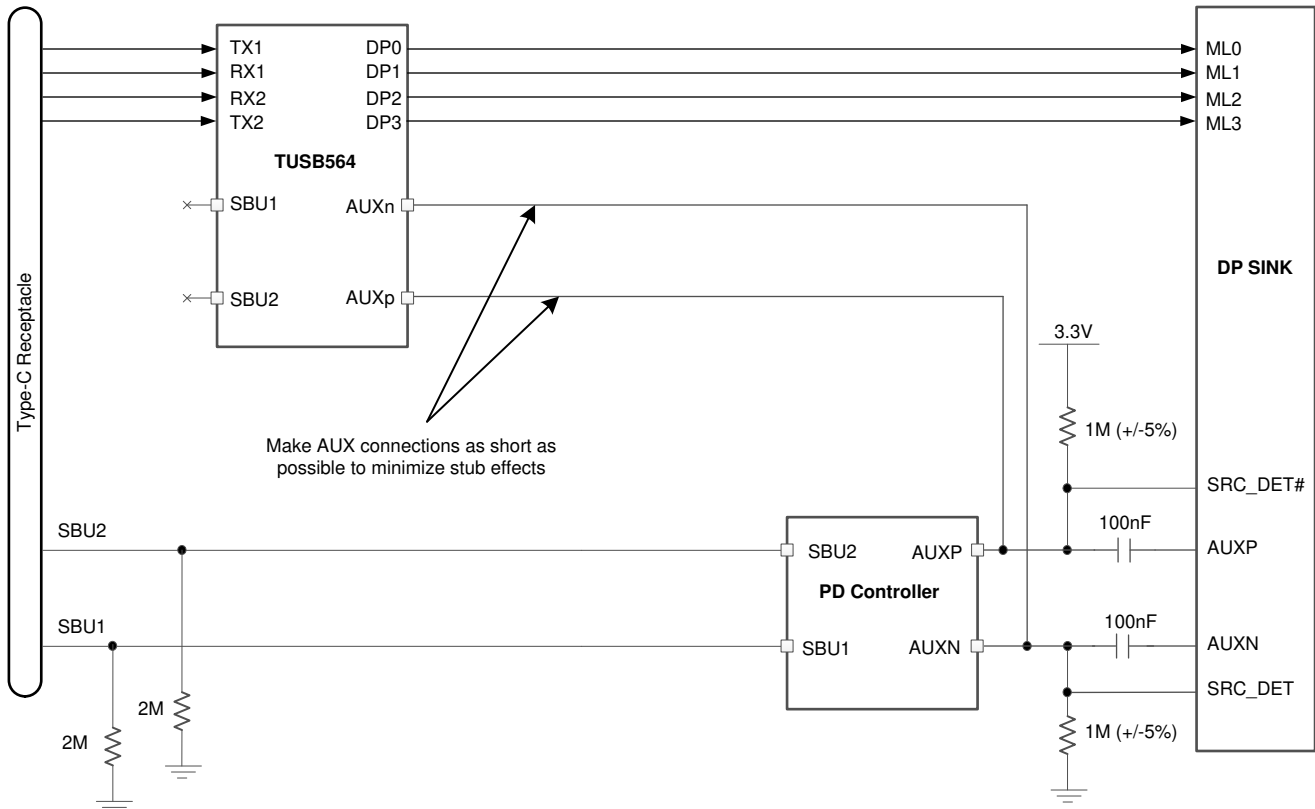 Type-C Receptacle
TX1 DP0
RX1 DP1
RX2 DP2
TX2 DP3
TUSB564
SBU1 AUXn
SBU2 AUXp
ML0
ML1
ML2
ML3
DP SINK
3.3V
1M (+/-5%)
Make AUX connections as short as
possible to minimize stub effects
SRC_DET#
SBU2
SBU2 AUXP
100nF
AUXP
PD Controller
SBU1
SBU1 AUXN
100nF
AUXN
SRC_DET
2M
2M
1M (+/-5%)